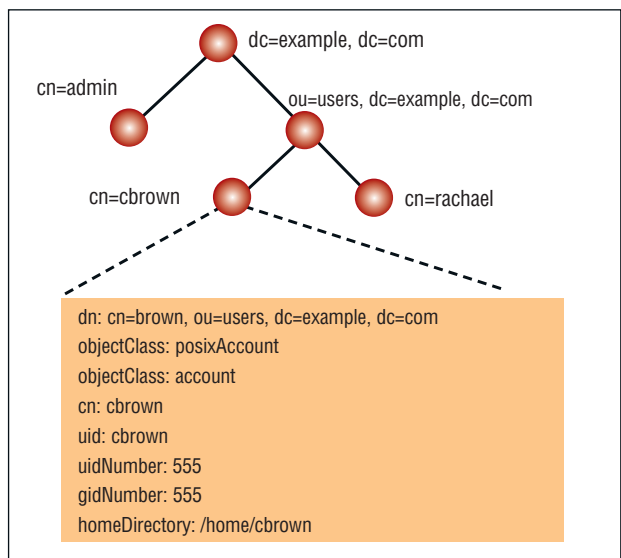 dc=example, dc=com
cn=admin
ou=users, dc=example, dc=com
cn=cbrown
cn=rachael
dn: cn=brown, ou=users, dc=example, dc=com
objectClass: posixAccount
objectClass: account
cn: cbrown
uid: cbrown
uidNumber: 555
gidNumber: 555
homeDirectory: /home/cbrown